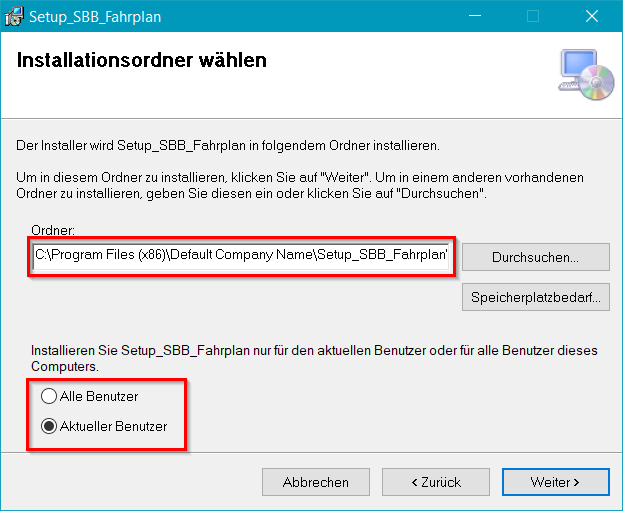 Setup_SBB_Fahrplan
Installationsordner wählen
Der Installer wird Setup_SBB_Fahrplan in folgendem Ordner installieren.
Um in diesem Ordner zu installieren, klicken Sie auf "Weiter". Um in einem anderen vorhandenen
Ordner zu installieren, geben Sie diesen ein oder klicken Sie auf "Durchsuchen".
Ordner:
C:\Program Files (x86)\Default Company Name\Setup_SBB_Fahrplan\
Durchsuchen...
Speicherplatzbedarf...
Installieren Sie Setup_SBB_Fahrplan nur für den aktuellen Benutzer oder für alle Benutzer dieses
Computers.
Alle Benutzer
Aktueller Benutzer
Abbrechen
< Zurück
Weiter >